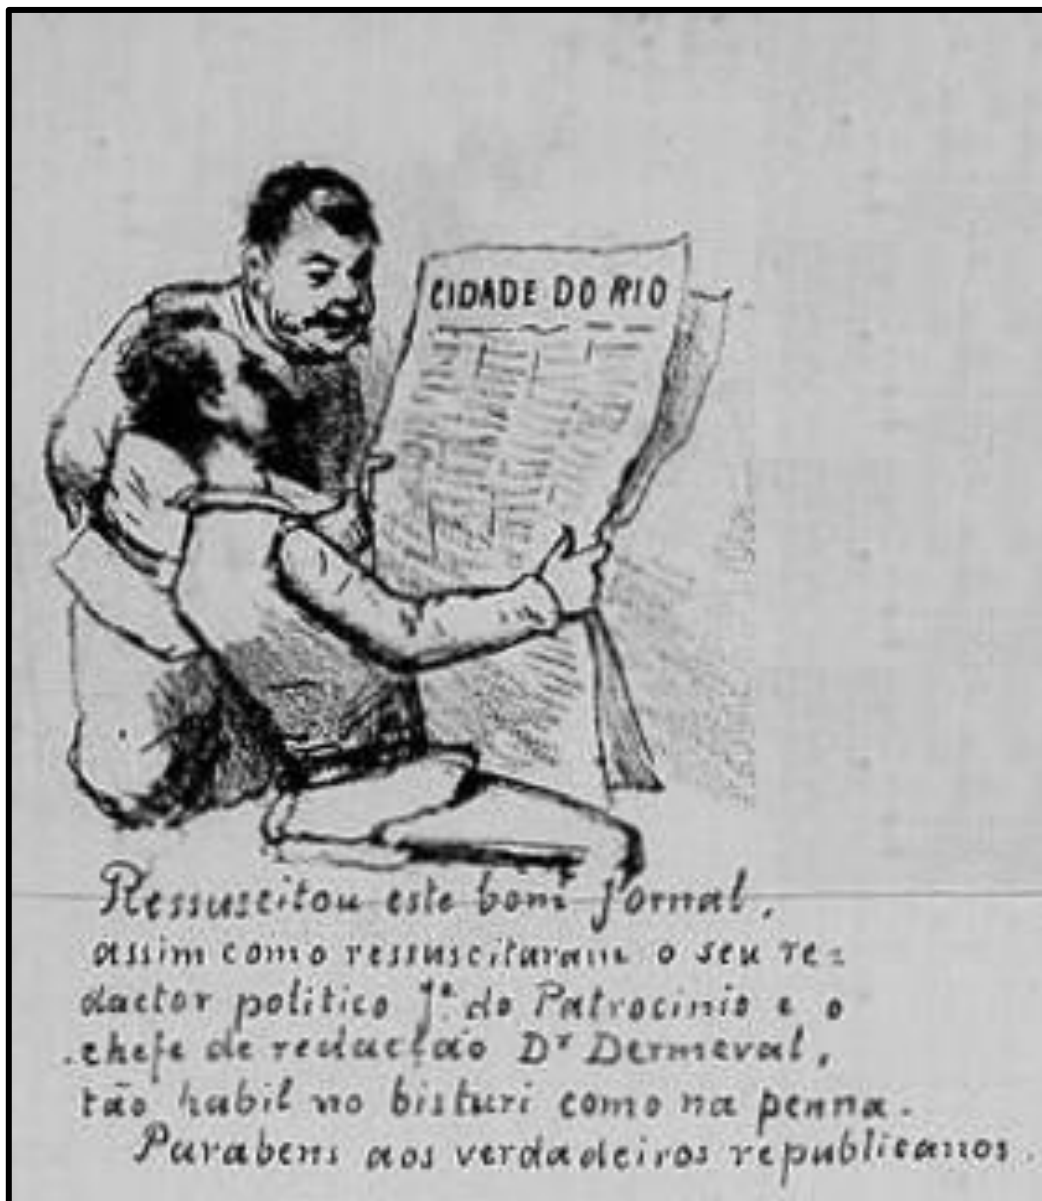 CIDADE DO RIO
Ressuscitou este bom jornal,
assim como ressuscitaram o seu re=
dactor politico Jº do Patrocinio e o
chefe de redacção Dr Dermeval,
tão habil no bisturi como na penna.
Parabens aos verdadeiros republicanos.